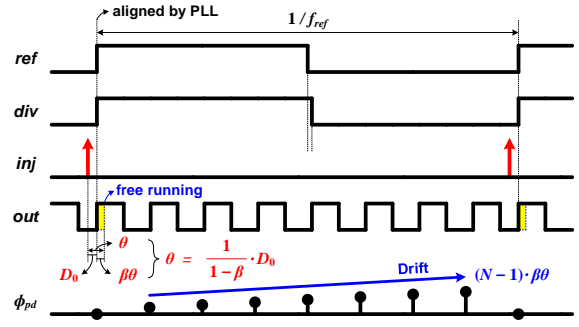 aligned by PLL
1/f_ref
ref
div
inj
free running
out
θ
D₀ βθ } θ = 1/(1−β) · D₀
Drift (N−1)·βθ
ϕ_pd